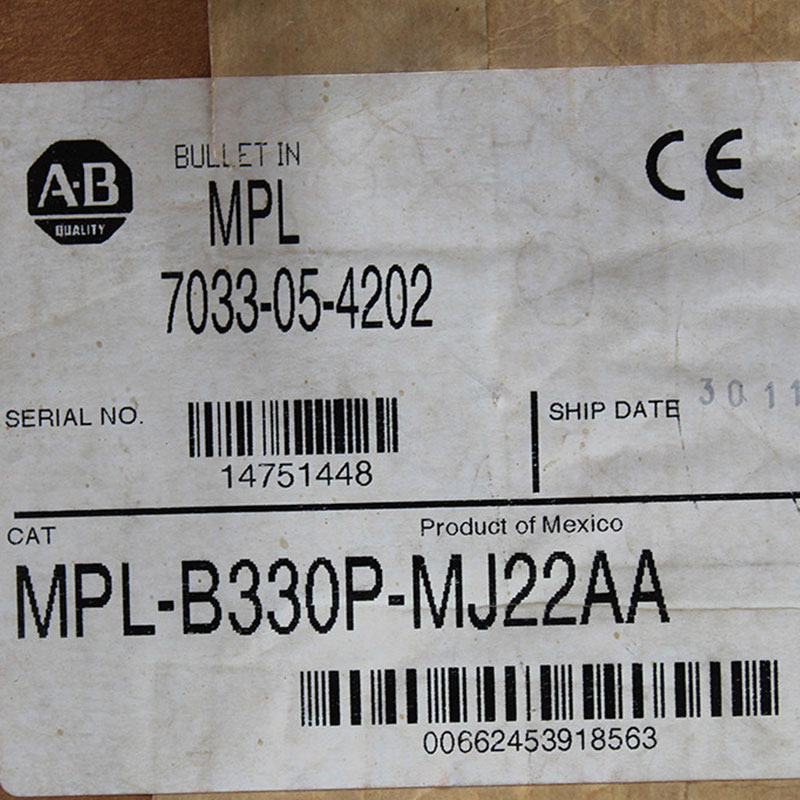 A·B
QUALITY
BULLETIN
MPL
7033-05-4202
CE
SERIAL NO.
14751448
SHIP DATE 3011
CAT
Product of Mexico
MPL-B330P-MJ22AA
00662453918563